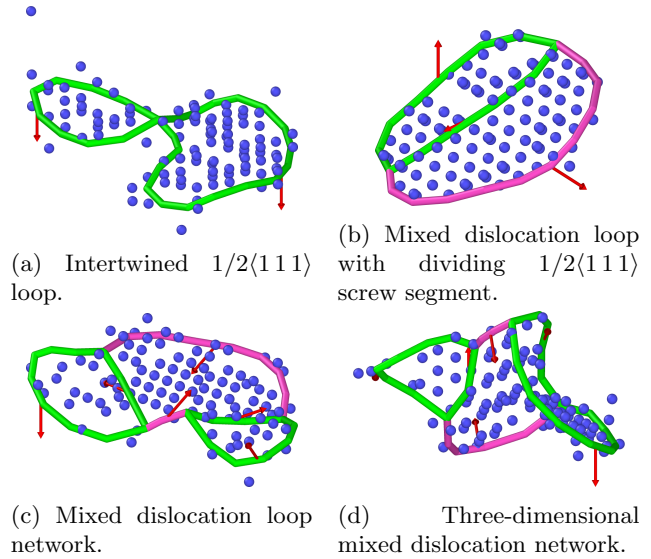 (a) Intertwined 1/2⟨1 1 1⟩
loop.
(b) Mixed dislocation loop
with dividing 1/2⟨1 1 1⟩
screw segment.
(c) Mixed dislocation loop
network.
(d) Three-dimensional
mixed dislocation network.